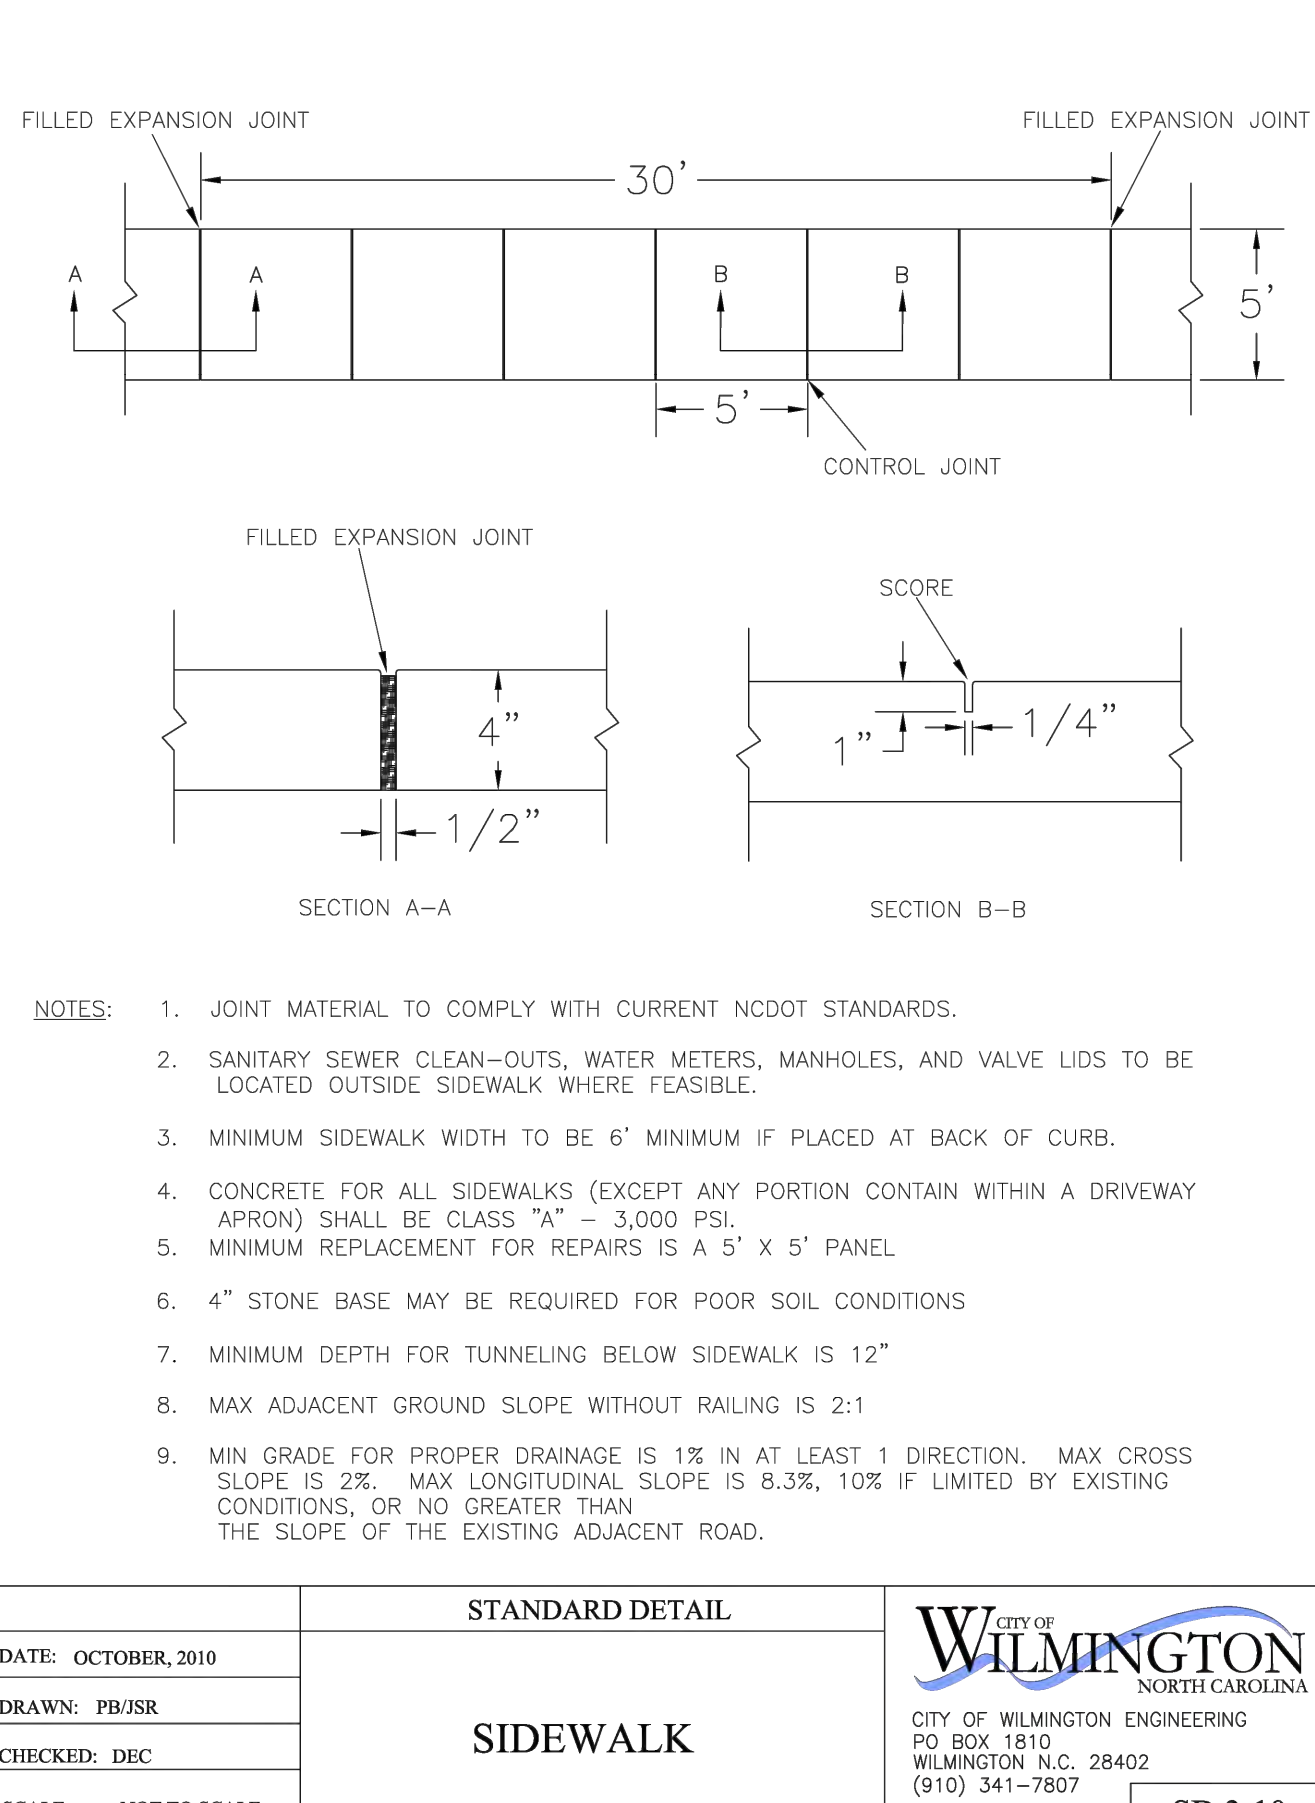 FILLED EXPANSION JOINT
FILLED EXPANSION JOINT
30'
A
A
B
B
5'
5'
CONTROL JOINT
FILLED EXPANSION JOINT
SCORE
4"
1"
1/4"
1/2"
SECTION A-A
SECTION B-B
NOTES: 1. JOINT MATERIAL TO COMPLY WITH CURRENT NCDOT STANDARDS.
2. SANITARY SEWER CLEAN-OUTS, WATER METERS, MANHOLES, AND VALVE LIDS TO BE
LOCATED OUTSIDE SIDEWALK WHERE FEASIBLE.
3. MINIMUM SIDEWALK WIDTH TO BE 6' MINIMUM IF PLACED AT BACK OF CURB.
4. CONCRETE FOR ALL SIDEWALKS (EXCEPT ANY PORTION CONTAIN WITHIN A DRIVEWAY
APRON) SHALL BE CLASS "A" - 3,000 PSI.
5. MINIMUM REPLACEMENT FOR REPAIRS IS A 5' X 5' PANEL
6. 4" STONE BASE MAY BE REQUIRED FOR POOR SOIL CONDITIONS
7. MINIMUM DEPTH FOR TUNNELING BELOW SIDEWALK IS 12"
8. MAX ADJACENT GROUND SLOPE WITHOUT RAILING IS 2:1
9. MIN GRADE FOR PROPER DRAINAGE IS 1% IN AT LEAST 1 DIRECTION. MAX CROSS
SLOPE IS 2%. MAX LONGITUDINAL SLOPE IS 8.3%, 10% IF LIMITED BY EXISTING
CONDITIONS, OR NO GREATER THAN
THE SLOPE OF THE EXISTING ADJACENT ROAD.
DATE: OCTOBER, 2010
DRAWN: PB/JSR
CHECKED: DEC
STANDARD DETAIL
SIDEWALK
CITY OF
WILMINGTON
NORTH CAROLINA
CITY OF WILMINGTON ENGINEERING
PO BOX 1810
WILMINGTON N.C. 28402
(910) 341-7807